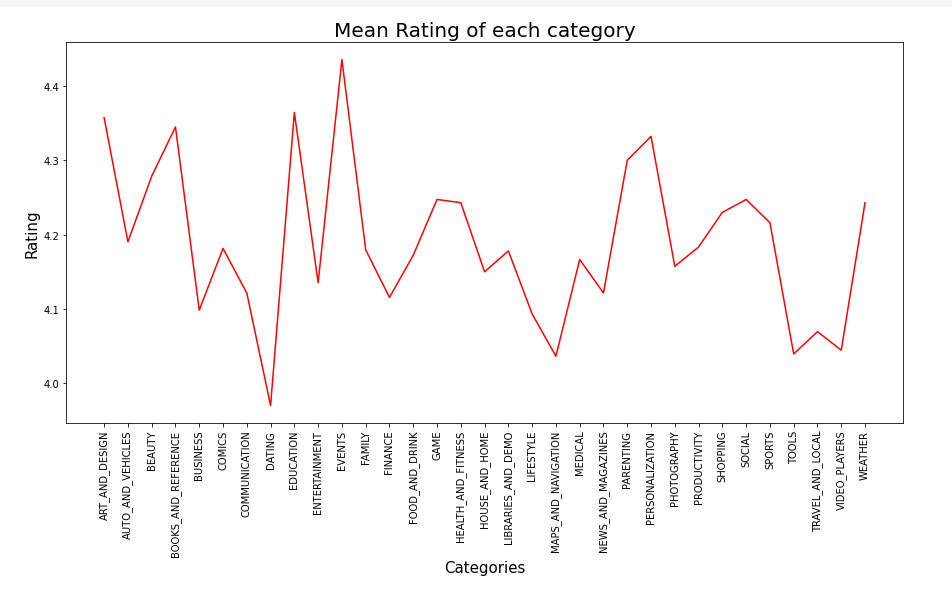 Mean Rating of each category
Rating
4.4
4.3
4.2
4.1
4.0
ART_AND_DESIGN
AUTO_AND_VEHICLES
BEAUTY
BOOKS_AND_REFERENCE
BUSINESS
COMICS
COMMUNICATION
DATING
EDUCATION
ENTERTAINMENT
EVENTS
FAMILY
FINANCE
FOOD_AND_DRINK
GAME
HEALTH_AND_FITNESS
HOUSE_AND_HOME
LIBRARIES_AND_DEMO
LIFESTYLE
MAPS_AND_NAVIGATION
MEDICAL
NEWS_AND_MAGAZINES
PARENTING
PERSONALIZATION
PHOTOGRAPHY
PRODUCTIVITY
SHOPPING
SOCIAL
SPORTS
TOOLS
TRAVEL_AND_LOCAL
VIDEO_PLAYERS
WEATHER
Categories